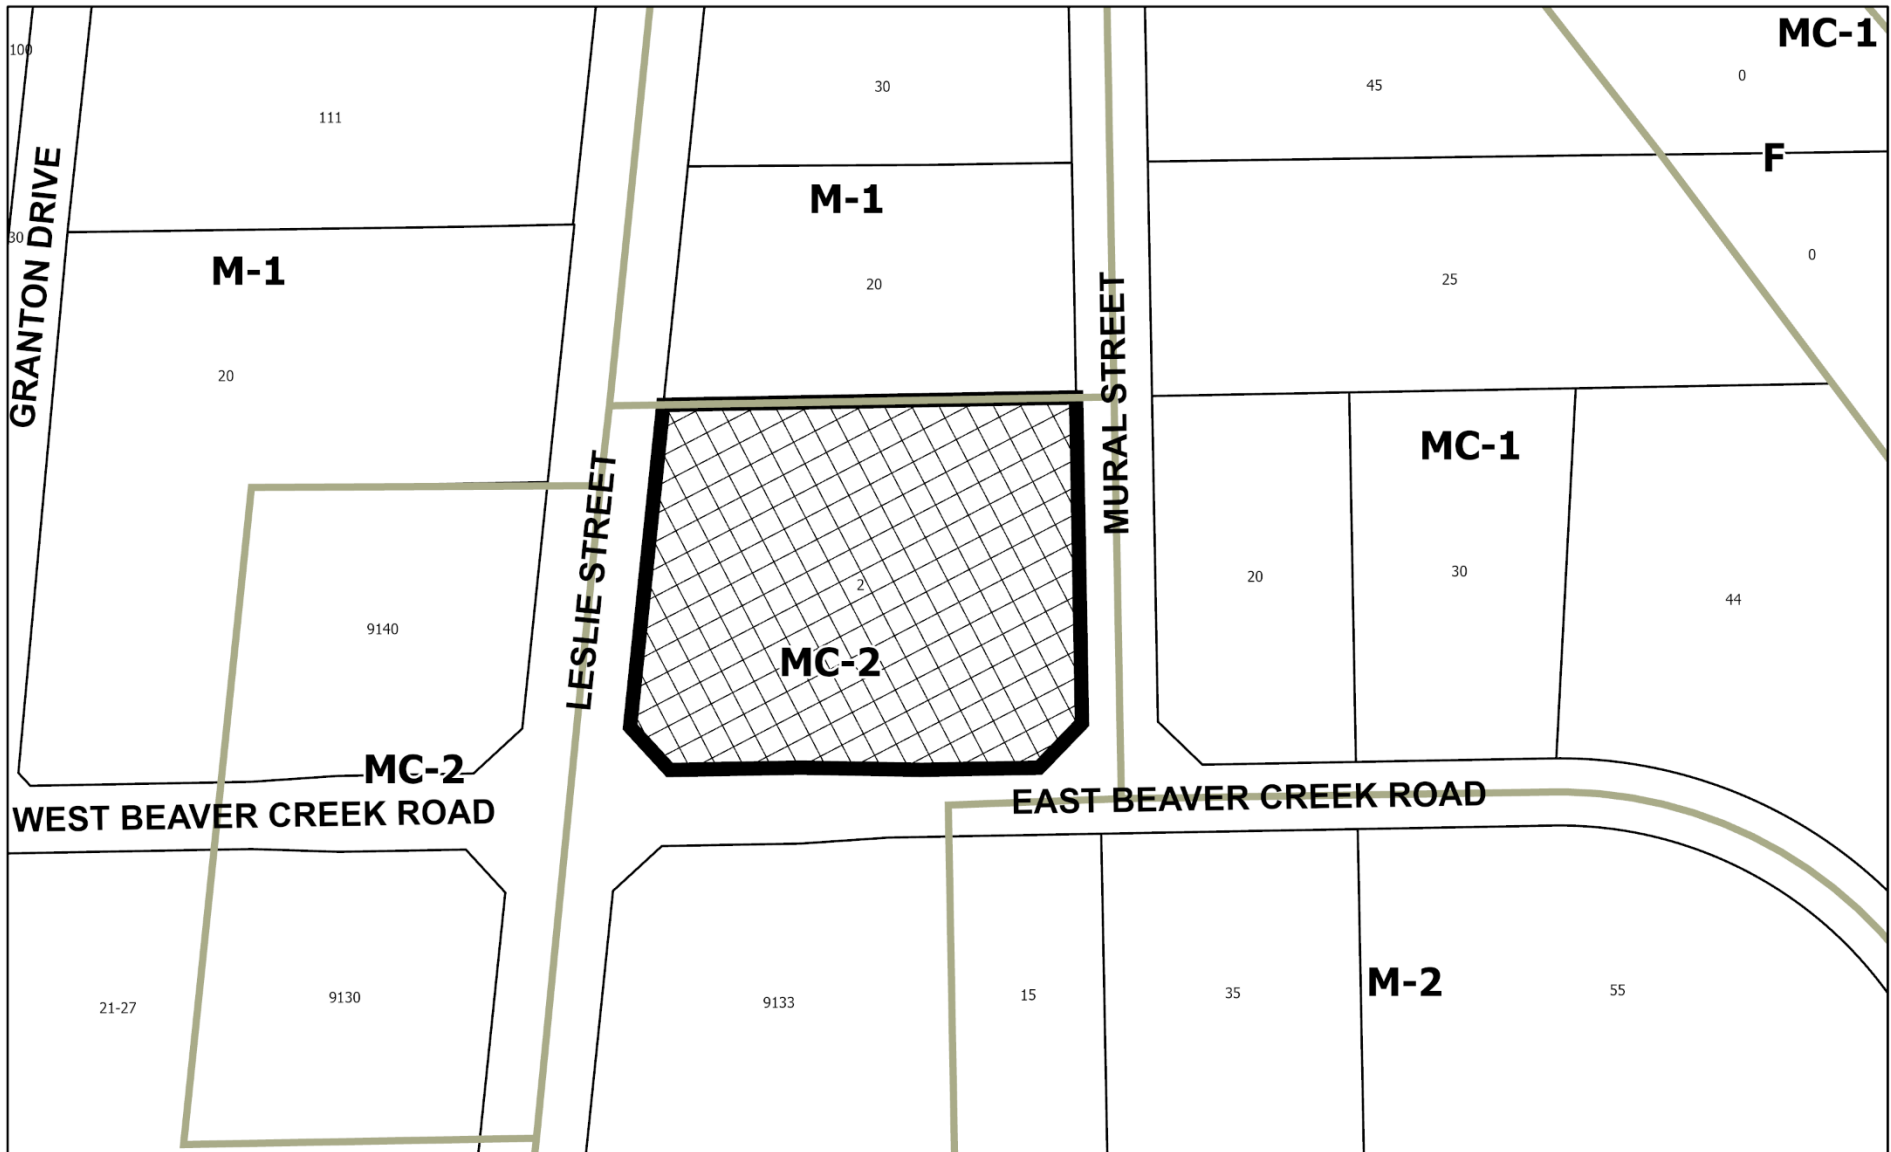 MC-1
100
0
45
30
111
F
M-1
30
0
M-1
25
20
GRANTON DRIVE
20
MURAL STREET
MC-1
LESLIE STREET
30
20
2
44
9140
MC-2
MC-2
EAST BEAVER CREEK ROAD
WEST BEAVER CREEK ROAD
M-2
55
35
15
9130
9133
21-27